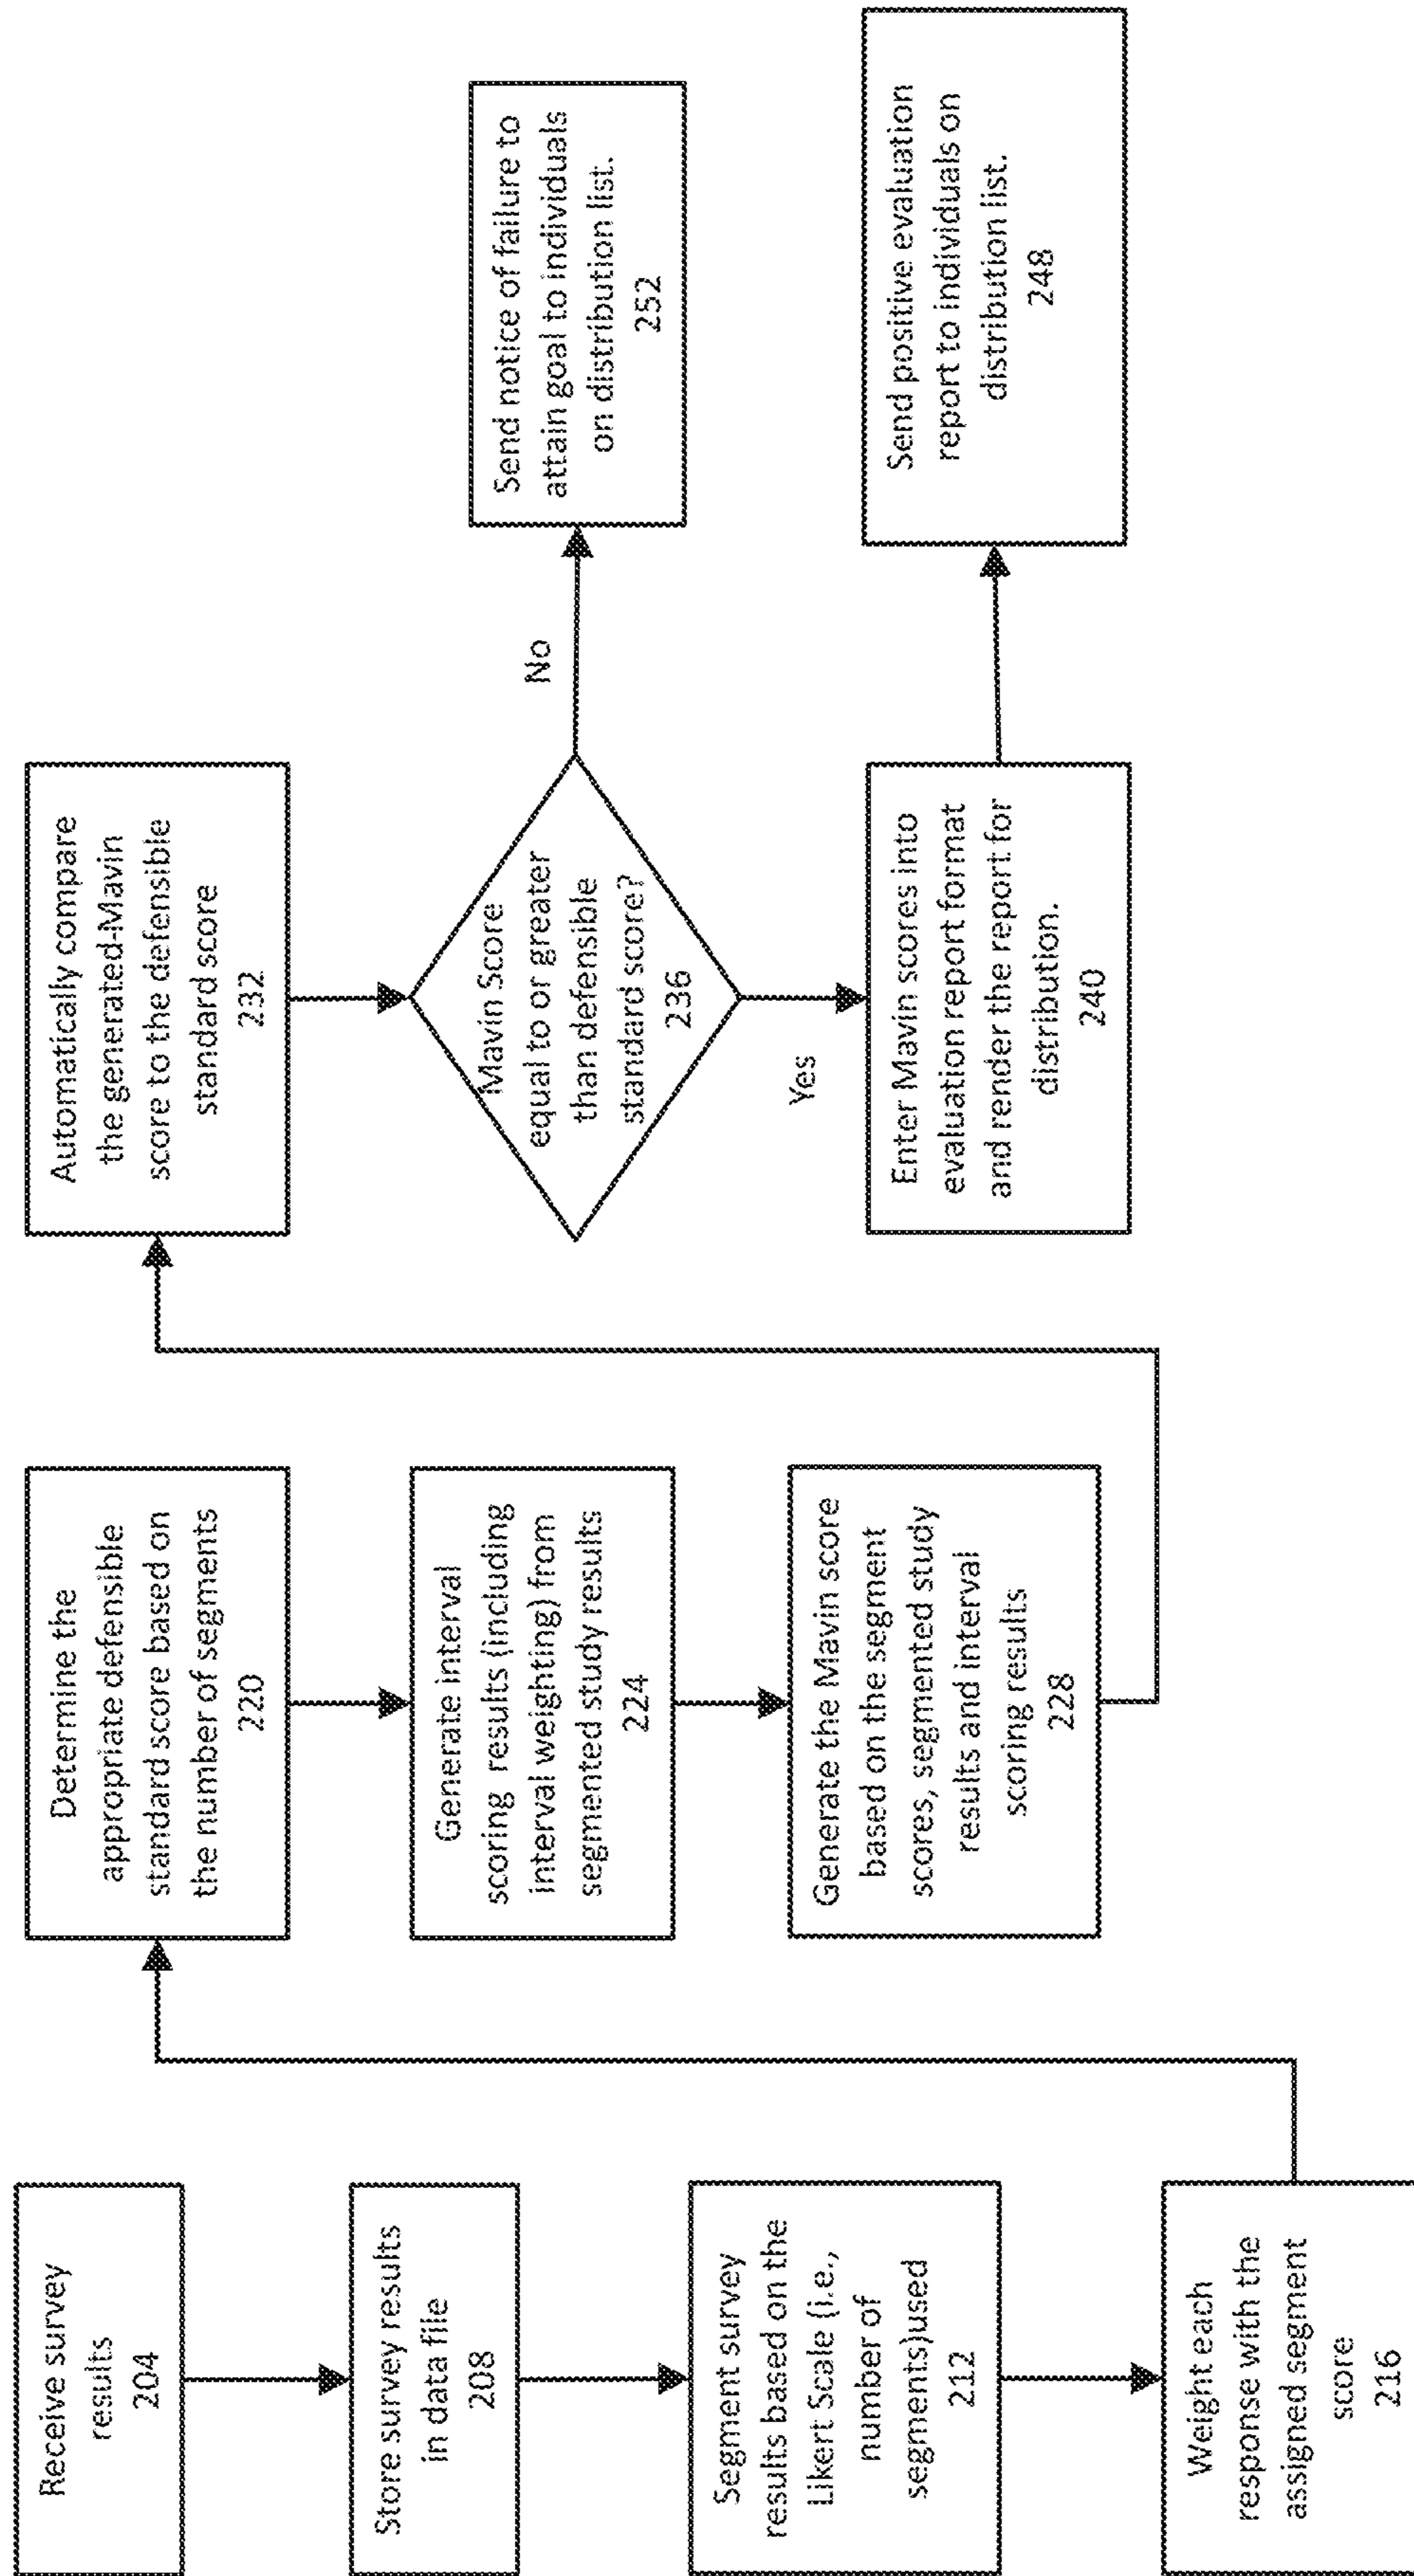 Receive survey
results
204
Store survey results
in data file
208
Segment survey
results based on the
Likert Scale (i.e.,
number of
segments)used
212
Weight each
response with the
assigned segment
score
216
Determine the
appropriate defensible
standard score based on
the number of segments
220
Generate interval
scoring results (including
interval weighting) from
segmented study results
224
Generate the Mavin score
based on the segment
scores, segmented study
results and interval
scoring results
228
Automatically compare
the generated-Mavin
score to the defensible
standard score
232
Mavin Score
equal to or greater
than defensible
standard score?
236
No
Yes
Send notice of failure to
attain goal to individuals
on distribution list.
252
Enter Mavin scores into
evaluation report format
and render the report for
distribution.
240
Send positive evaluation
report to individuals on
distribution list.
248